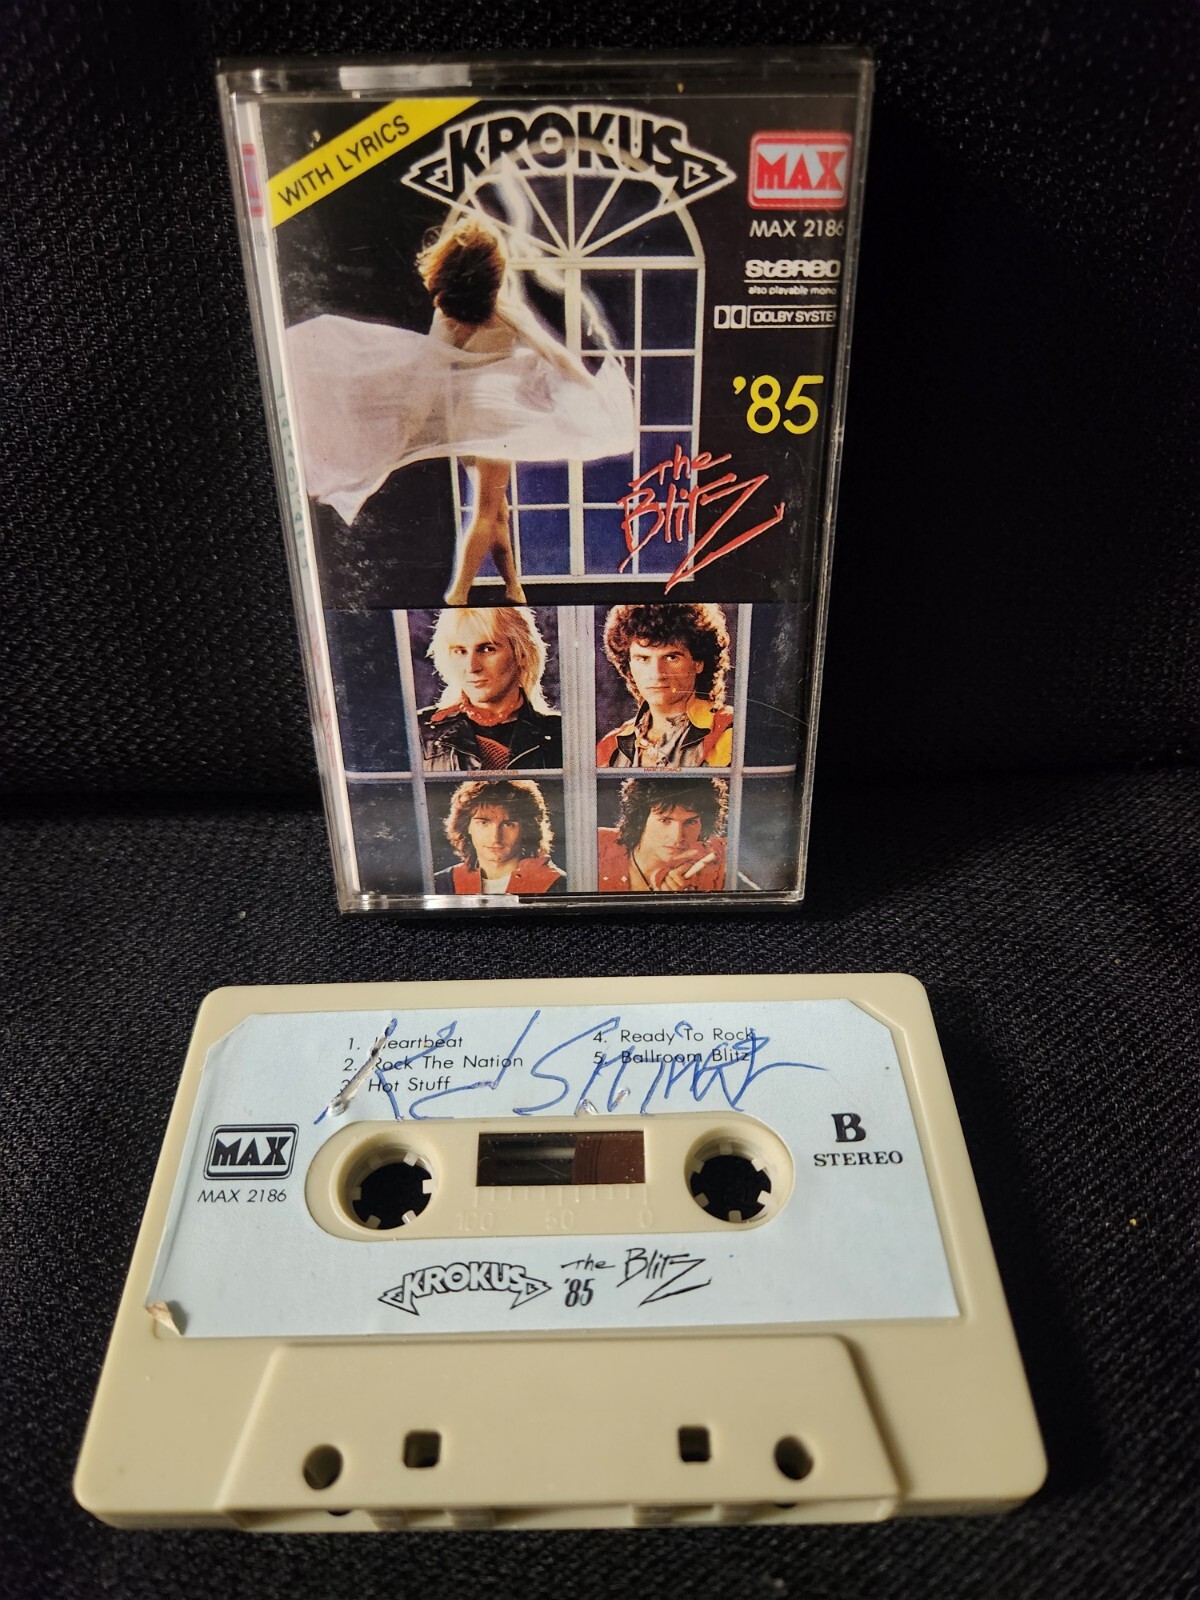 WITH LYRICS
KROKUS
MAX
MAX 2186
STEREO
also playable mono
DOLBY SYSTEM
'85
The Blitz
1. Heartbeat
2. Rock The Nation
3. Hot Stuff
4. Ready To Rock
5. Ballroom Blitz
MAX
MAX 2186
B
STEREO
100 50 0
KROKUS '85 The Blitz